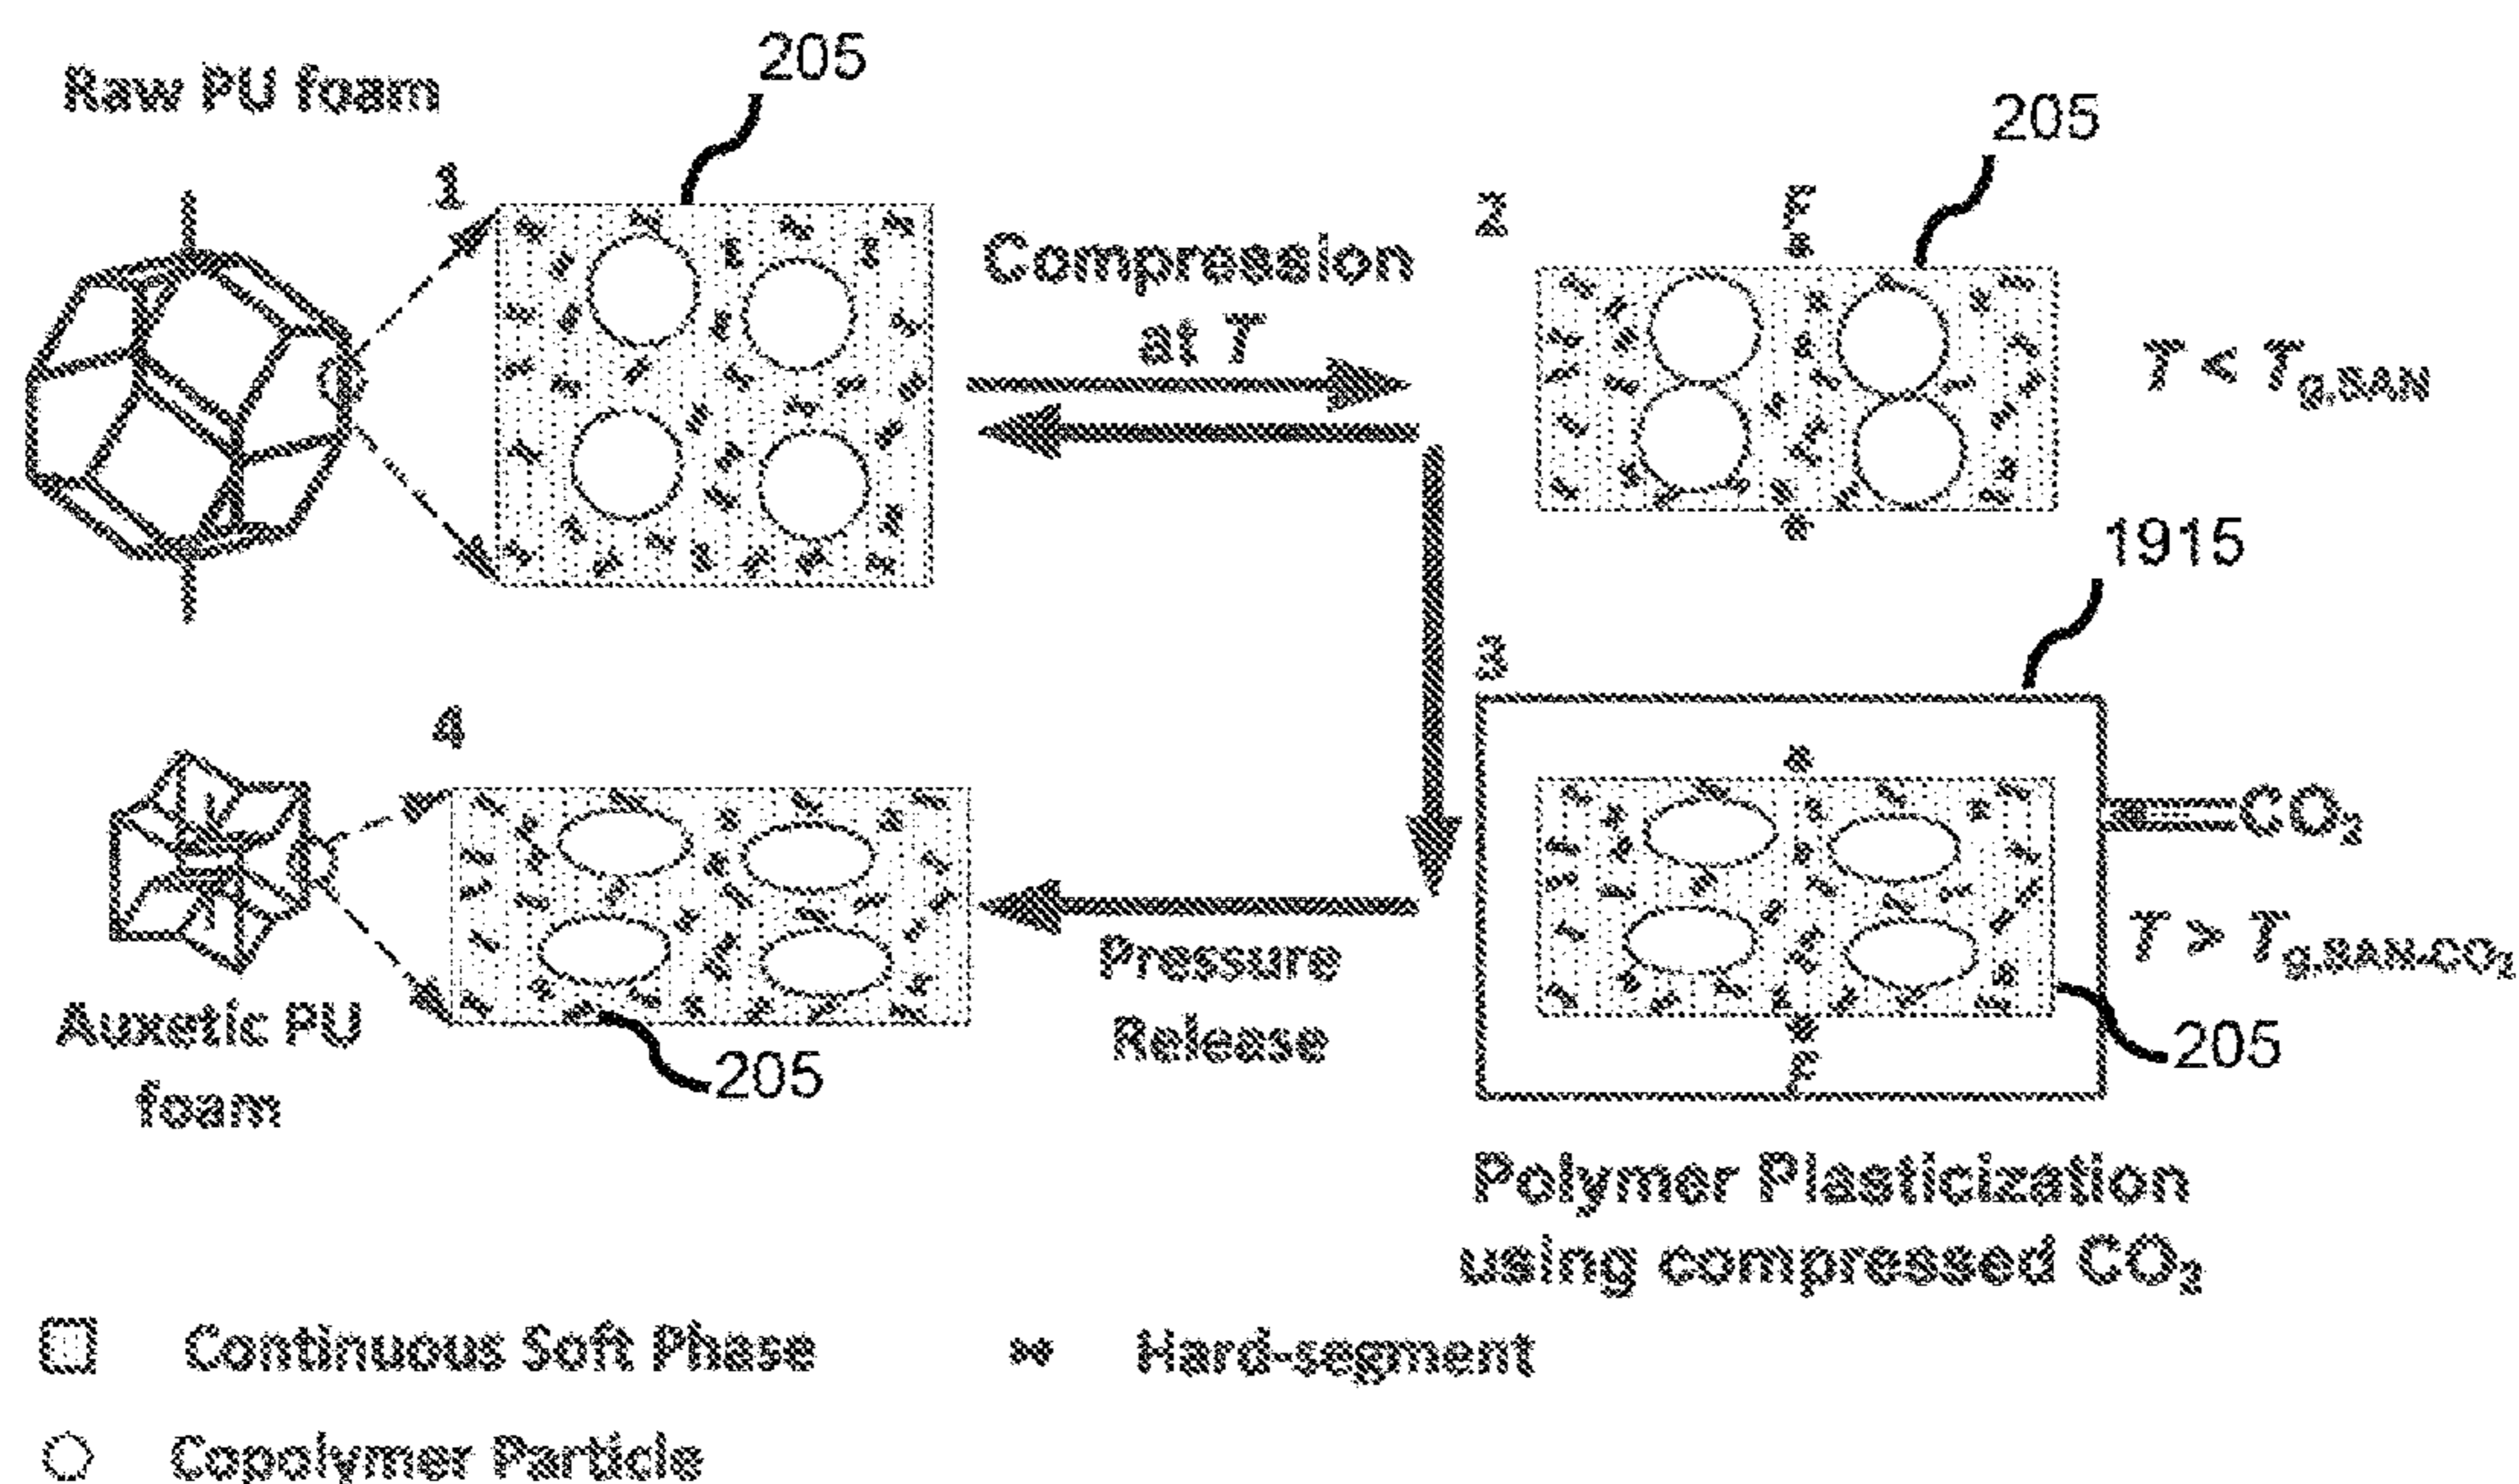 Raw PU foam
205
205
1
2
F
Compression
at T
T < Tg,SAN
1915
3
4
CO₂
T > Tg,SAN-CO₂
Pressure
Release
Auxetic PU
foam
205
205
F
Polymer Plasticization
using compressed CO₂
Continuous Soft Phase
Hard-segment
Copolymer Particle